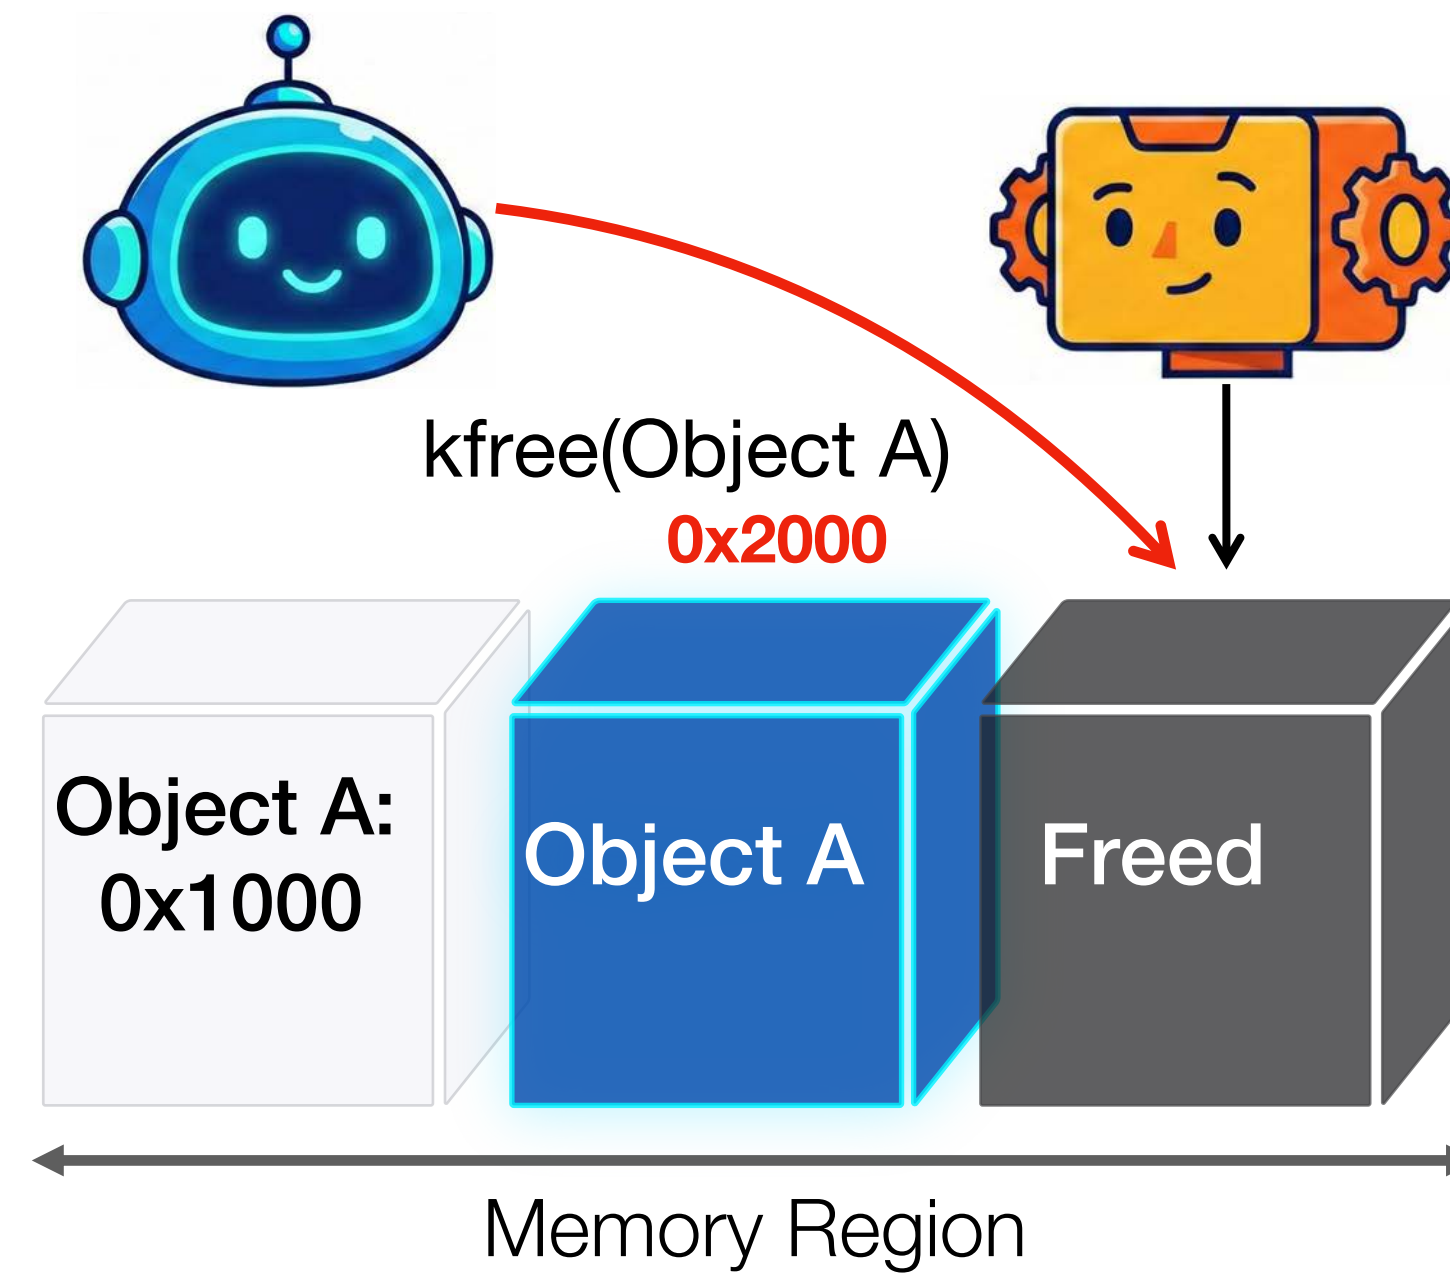 kfree(Object A)
0x2000
Object A:
0x1000
Object A
Freed
Memory Region